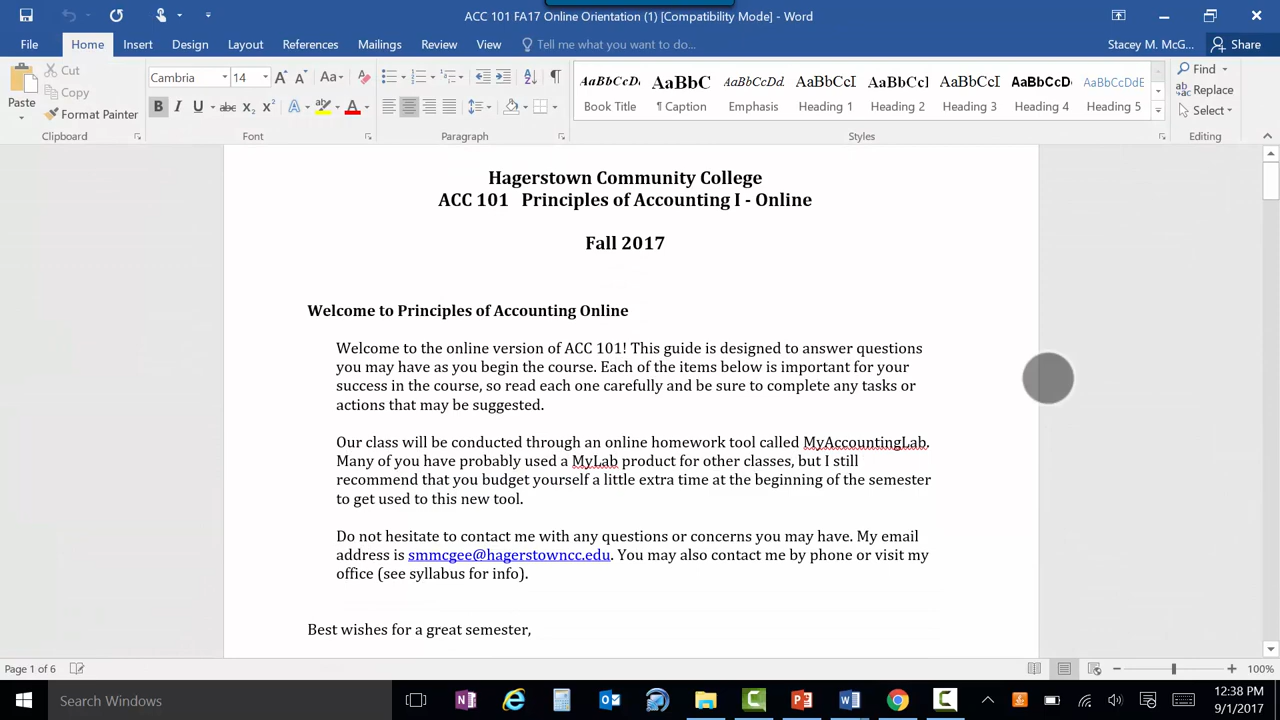 ACC 101 FA17 Online Orientation (1) [Compatibility Mode] - Word
File Home Insert Design Layout References Mailings Review View Tell me what you want to do... Stacey M. McG... Share
Paste Cut Copy Format Painter
Clipboard
Cambria 14
Font
Paragraph
AaBbCcD. AaBbC AaBbCcDd AaBbCcI AaBbCcI AaBbCcI AaBbCcD. AaBbCcDdE
Book Title ¶ Caption Emphasis Heading 1 Heading 2 Heading 3 Heading 4 Heading 5
Styles
Find
Replace
Select
Editing
Hagerstown Community College
ACC 101 Principles of Accounting I - Online
Fall 2017
Welcome to Principles of Accounting Online
Welcome to the online version of ACC 101! This guide is designed to answer questions
you may have as you begin the course. Each of the items below is important for your
success in the course, so read each one carefully and be sure to complete any tasks or
actions that may be suggested.
Our class will be conducted through an online homework tool called MyAccountingLab.
Many of you have probably used a MyLab product for other classes, but I still
recommend that you budget yourself a little extra time at the beginning of the semester
to get used to this new tool.
Do not hesitate to contact me with any questions or concerns you may have. My email
address is smmcgee@hagerstowncc.edu. You may also contact me by phone or visit my
office (see syllabus for info).
Best wishes for a great semester,
Page 1 of 6 100%
Search Windows
12:38 PM
9/1/2017